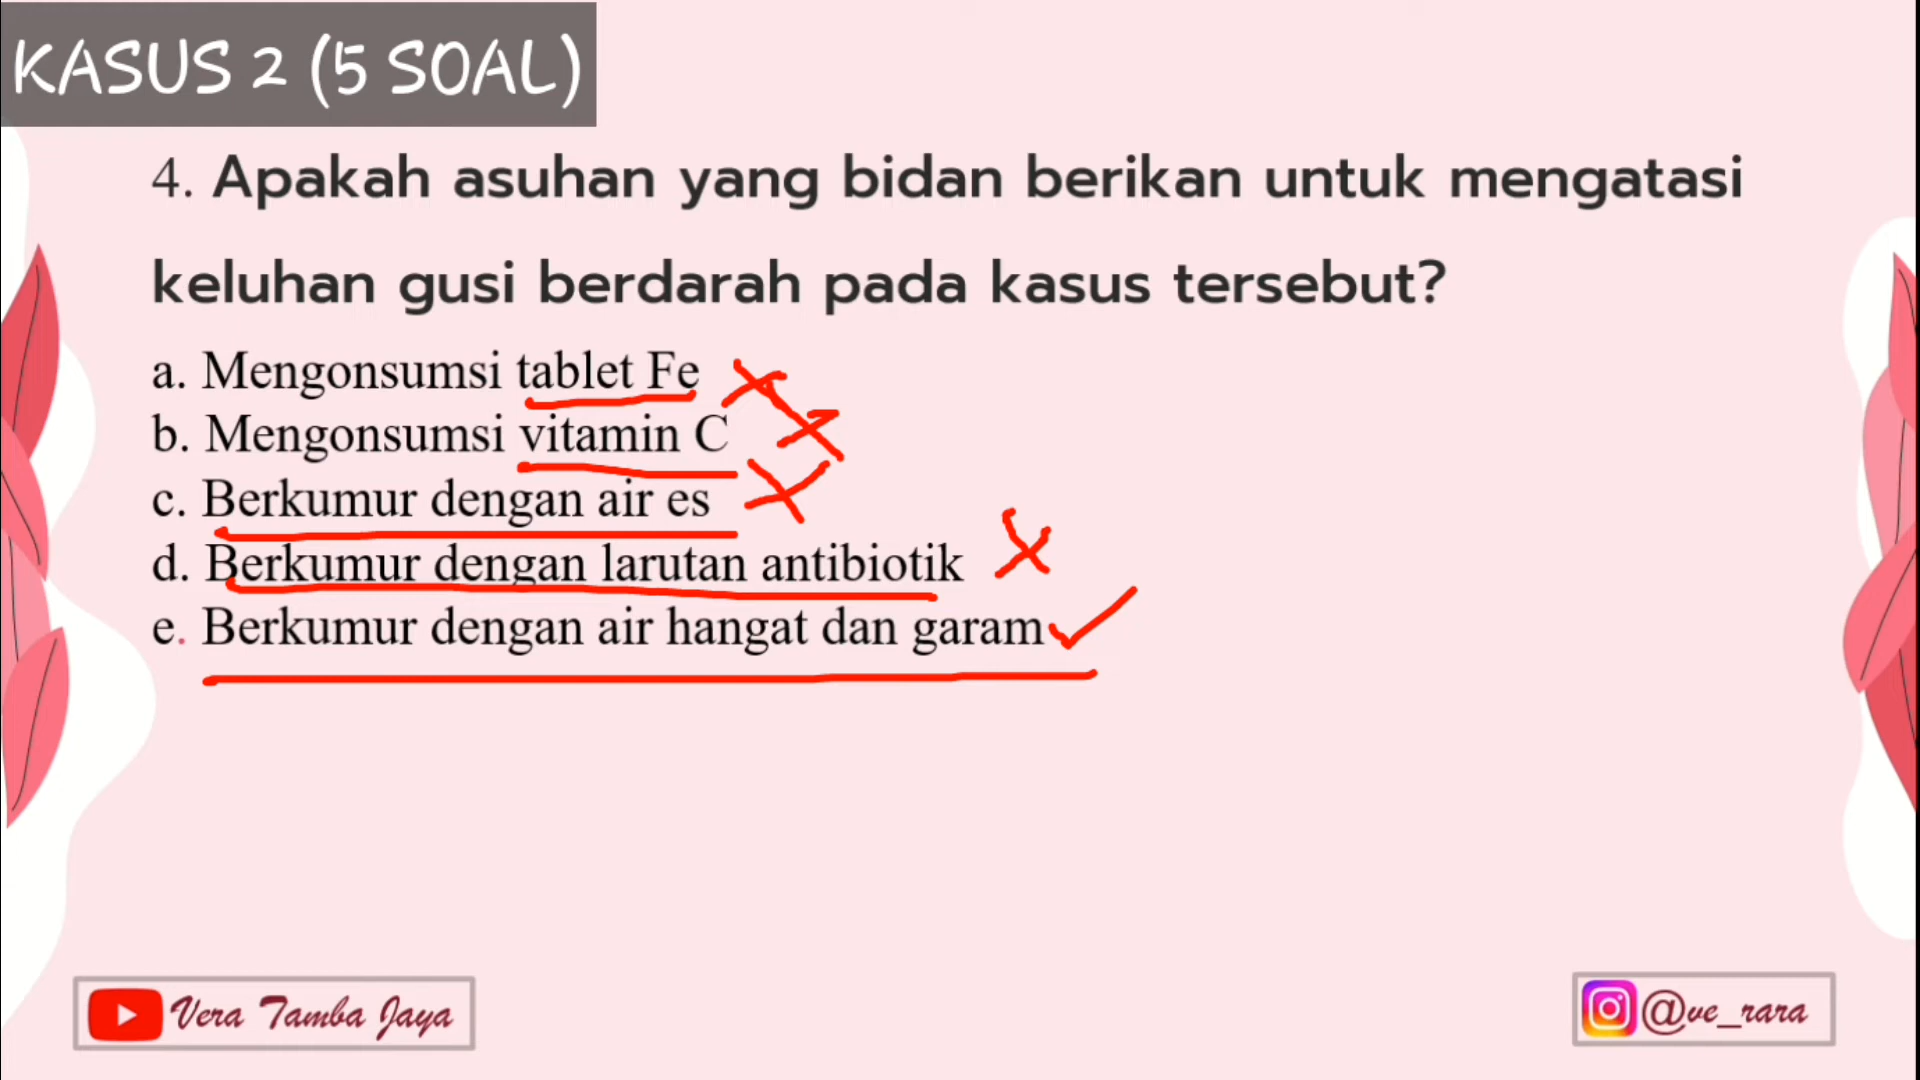 KASUS 2 (5 SOAL)
4. Apakah asuhan yang bidan berikan untuk mengatasi
keluhan gusi berdarah pada kasus tersebut?
a. Mengonsumsi tablet Fe
b. Mengonsumsi vitamin C
c. Berkumur dengan air es
d. Berkumur dengan larutan antibiotik
e. Berkumur dengan air hangat dan garam
Vera Tamba Jaya
@ve_rara